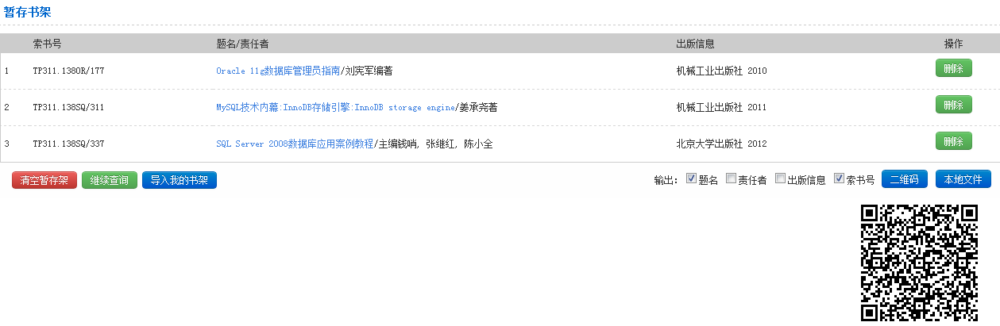 暂存书架
索书号 题名/责任者 出版信息 操作
1 TP311.138OR/177 Oracle 11g数据库管理员指南/刘宪军编著 机械工业出版社 2010 删除
2 TP311.138SQ/311 MySQL技术内幕:InnoDB存储引擎:InnoDB storage engine/姜承尧著 机械工业出版社 2011 删除
3 TP311.138SQ/337 SQL Server 2008数据库应用案例教程/主编钱哨, 张继红, 陈小全 北京大学出版社 2012 删除
清空暂存架 继续查询 导入我的书架 输出: 题名 责任者 出版信息 索书号 二维码 本地文件